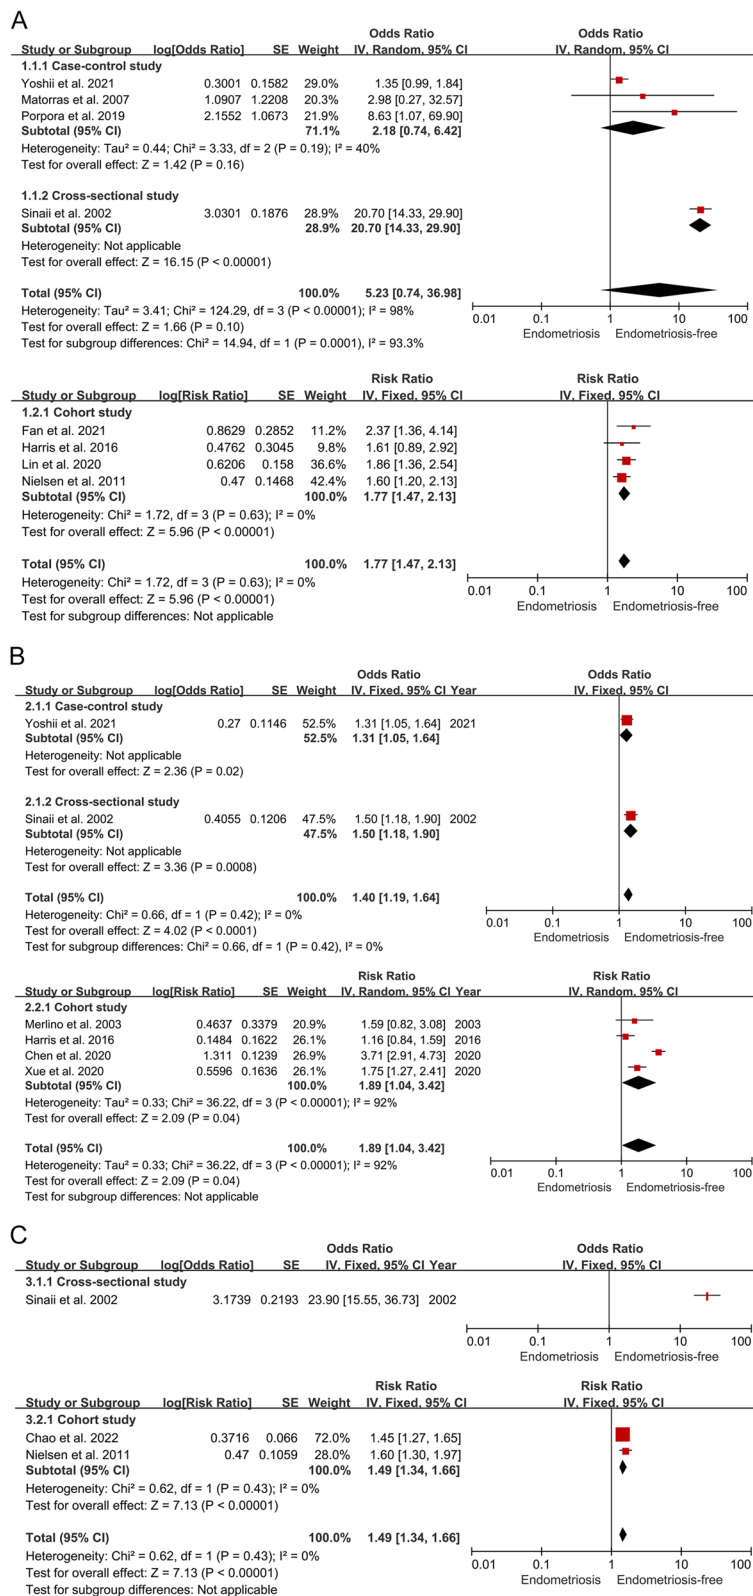 A
Odds Ratio Odds Ratio
Study or Subgroup log[Odds Ratio] SE Weight IV, Random, 95% CI IV, Random, 95% CI
1.1.1 Case-control study
Yoshii et al. 2021 0.3001 0.1582 29.0% 1.35 [0.99, 1.84]
Matorras et al. 2007 1.0907 1.2208 20.3% 2.98 [0.27, 32.57]
Porpora et al. 2019 2.1552 1.0673 21.9% 8.63 [1.07, 69.90]
Subtotal (95% CI) 71.1% 2.18 [0.74, 6.42]
Heterogeneity: Tau² = 0.44; Chi² = 3.33, df = 2 (P = 0.19); I² = 40%
Test for overall effect: Z = 1.42 (P = 0.16)
1.1.2 Cross-sectional study
Sinaii et al. 2002 3.0301 0.1876 28.9% 20.70 [14.33, 29.90]
Subtotal (95% CI) 28.9% 20.70 [14.33, 29.90]
Heterogeneity: Not applicable
Test for overall effect: Z = 16.15 (P < 0.00001)
Total (95% CI) 100.0% 5.23 [0.74, 36.98]
Heterogeneity: Tau² = 3.41; Chi² = 124.29, df = 3 (P < 0.00001); I² = 98%
Test for overall effect: Z = 1.66 (P = 0.10)
Test for subgroup differences: Chi² = 14.94, df = 1 (P = 0.0001), I² = 93.3%
0.01 0.1 1 10 100
Endometriosis Endometriosis-free
Risk Ratio Risk Ratio
Study or Subgroup log[Risk Ratio] SE Weight IV, Fixed, 95% CI IV, Fixed, 95% CI
1.2.1 Cohort study
Fan et al. 2021 0.8629 0.2852 11.2% 2.37 [1.36, 4.14]
Harris et al. 2016 0.4762 0.3045 9.8% 1.61 [0.89, 2.92]
Lin et al. 2020 0.6206 0.158 36.6% 1.86 [1.36, 2.54]
Nielsen et al. 2011 0.47 0.1468 42.4% 1.60 [1.20, 2.13]
Subtotal (95% CI) 100.0% 1.77 [1.47, 2.13]
Heterogeneity: Chi² = 1.72, df = 3 (P = 0.63); I² = 0%
Test for overall effect: Z = 5.96 (P < 0.00001)
Total (95% CI) 100.0% 1.77 [1.47, 2.13]
Heterogeneity: Chi² = 1.72, df = 3 (P = 0.63); I² = 0%
Test for overall effect: Z = 5.96 (P < 0.00001)
Test for subgroup differences: Not applicable
0.01 0.1 1 10 100
Endometriosis Endometriosis-free
B
Odds Ratio Odds Ratio
Study or Subgroup log[Odds Ratio] SE Weight IV, Fixed, 95% CI Year IV, Fixed, 95% CI
2.1.1 Case-control study
Yoshii et al. 2021 0.27 0.1146 52.5% 1.31 [1.05, 1.64] 2021
Subtotal (95% CI) 52.5% 1.31 [1.05, 1.64]
Heterogeneity: Not applicable
Test for overall effect: Z = 2.36 (P = 0.02)
2.1.2 Cross-sectional study
Sinaii et al. 2002 0.4055 0.1206 47.5% 1.50 [1.18, 1.90] 2002
Subtotal (95% CI) 47.5% 1.50 [1.18, 1.90]
Heterogeneity: Not applicable
Test for overall effect: Z = 3.36 (P = 0.0008)
Total (95% CI) 100.0% 1.40 [1.19, 1.64]
Heterogeneity: Chi² = 0.66, df = 1 (P = 0.42); I² = 0%
Test for overall effect: Z = 4.02 (P < 0.0001)
Test for subgroup differences: Chi² = 0.66, df = 1 (P = 0.42), I² = 0%
0.01 0.1 1 10 100
Endometriosis Endometriosis-free
Risk Ratio Risk Ratio
Study or Subgroup log[Risk Ratio] SE Weight IV, Random, 95% CI Year IV, Random, 95% CI
2.2.1 Cohort study
Merlino et al. 2003 0.4637 0.3379 20.9% 1.59 [0.82, 3.08] 2003
Harris et al. 2016 0.1484 0.1622 26.1% 1.16 [0.84, 1.59] 2016
Chen et al. 2020 1.311 0.1239 26.9% 3.71 [2.91, 4.73] 2020
Xue et al. 2020 0.5596 0.1636 26.1% 1.75 [1.27, 2.41] 2020
Subtotal (95% CI) 100.0% 1.89 [1.04, 3.42]
Heterogeneity: Tau² = 0.33; Chi² = 36.22, df = 3 (P < 0.00001); I² = 92%
Test for overall effect: Z = 2.09 (P = 0.04)
Total (95% CI) 100.0% 1.89 [1.04, 3.42]
Heterogeneity: Tau² = 0.33; Chi² = 36.22, df = 3 (P < 0.00001); I² = 92%
Test for overall effect: Z = 2.09 (P = 0.04)
Test for subgroup differences: Not applicable
0.01 0.1 1 10 100
Endometriosis Endometriosis-free
C
Odds Ratio Odds Ratio
Study or Subgroup log[Odds Ratio] SE IV, Fixed, 95% CI Year IV, Fixed, 95% CI
3.1.1 Cross-sectional study
Sinaii et al. 2002 3.1739 0.2193 23.90 [15.55, 36.73] 2002
0.01 0.1 1 10 100
Endometriosis Endometriosis-free
Risk Ratio Risk Ratio
Study or Subgroup log[Risk Ratio] SE Weight IV, Fixed, 95% CI IV, Fixed, 95% CI
3.2.1 Cohort study
Chao et al. 2022 0.3716 0.066 72.0% 1.45 [1.27, 1.65]
Nielsen et al. 2011 0.47 0.1059 28.0% 1.60 [1.30, 1.97]
Subtotal (95% CI) 100.0% 1.49 [1.34, 1.66]
Heterogeneity: Chi² = 0.62, df = 1 (P = 0.43); I² = 0%
Test for overall effect: Z = 7.13 (P < 0.00001)
Total (95% CI) 100.0% 1.49 [1.34, 1.66]
Heterogeneity: Chi² = 0.62, df = 1 (P = 0.43); I² = 0%
Test for overall effect: Z = 7.13 (P < 0.00001)
Test for subgroup differences: Not applicable
0.01 0.1 1 10 100
Endometriosis Endometriosis-free